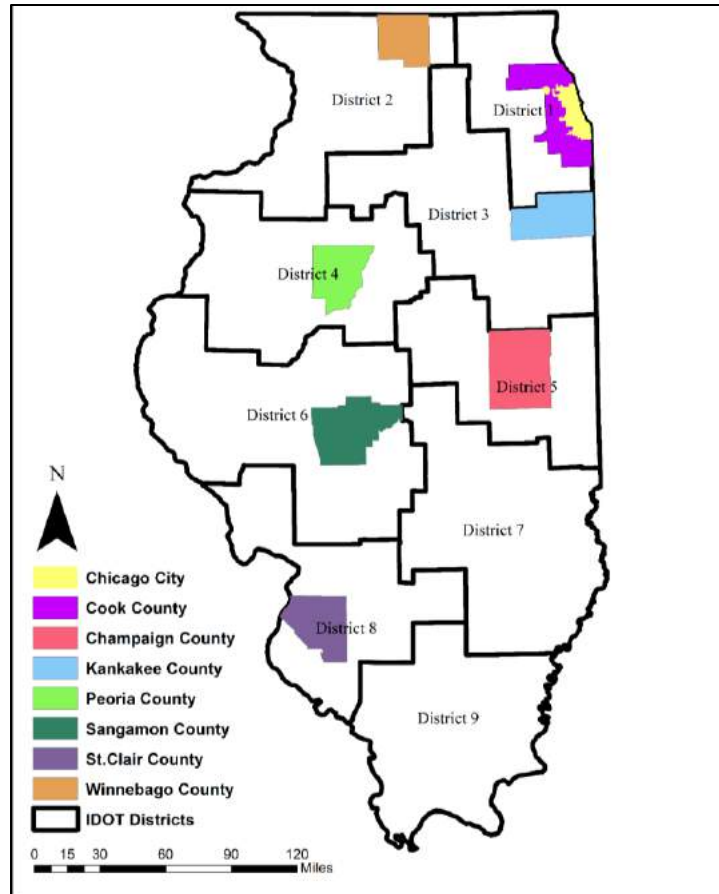 District 2
District 1
District 3
District 4
District 5
District 6
District 7
District 8
District 9
N
Chicago City
Cook County
Champaign County
Kankakee County
Peoria County
Sangamon County
St.Clair County
Winnebago County
IDOT Districts
0 15 30 60 90 120
Miles